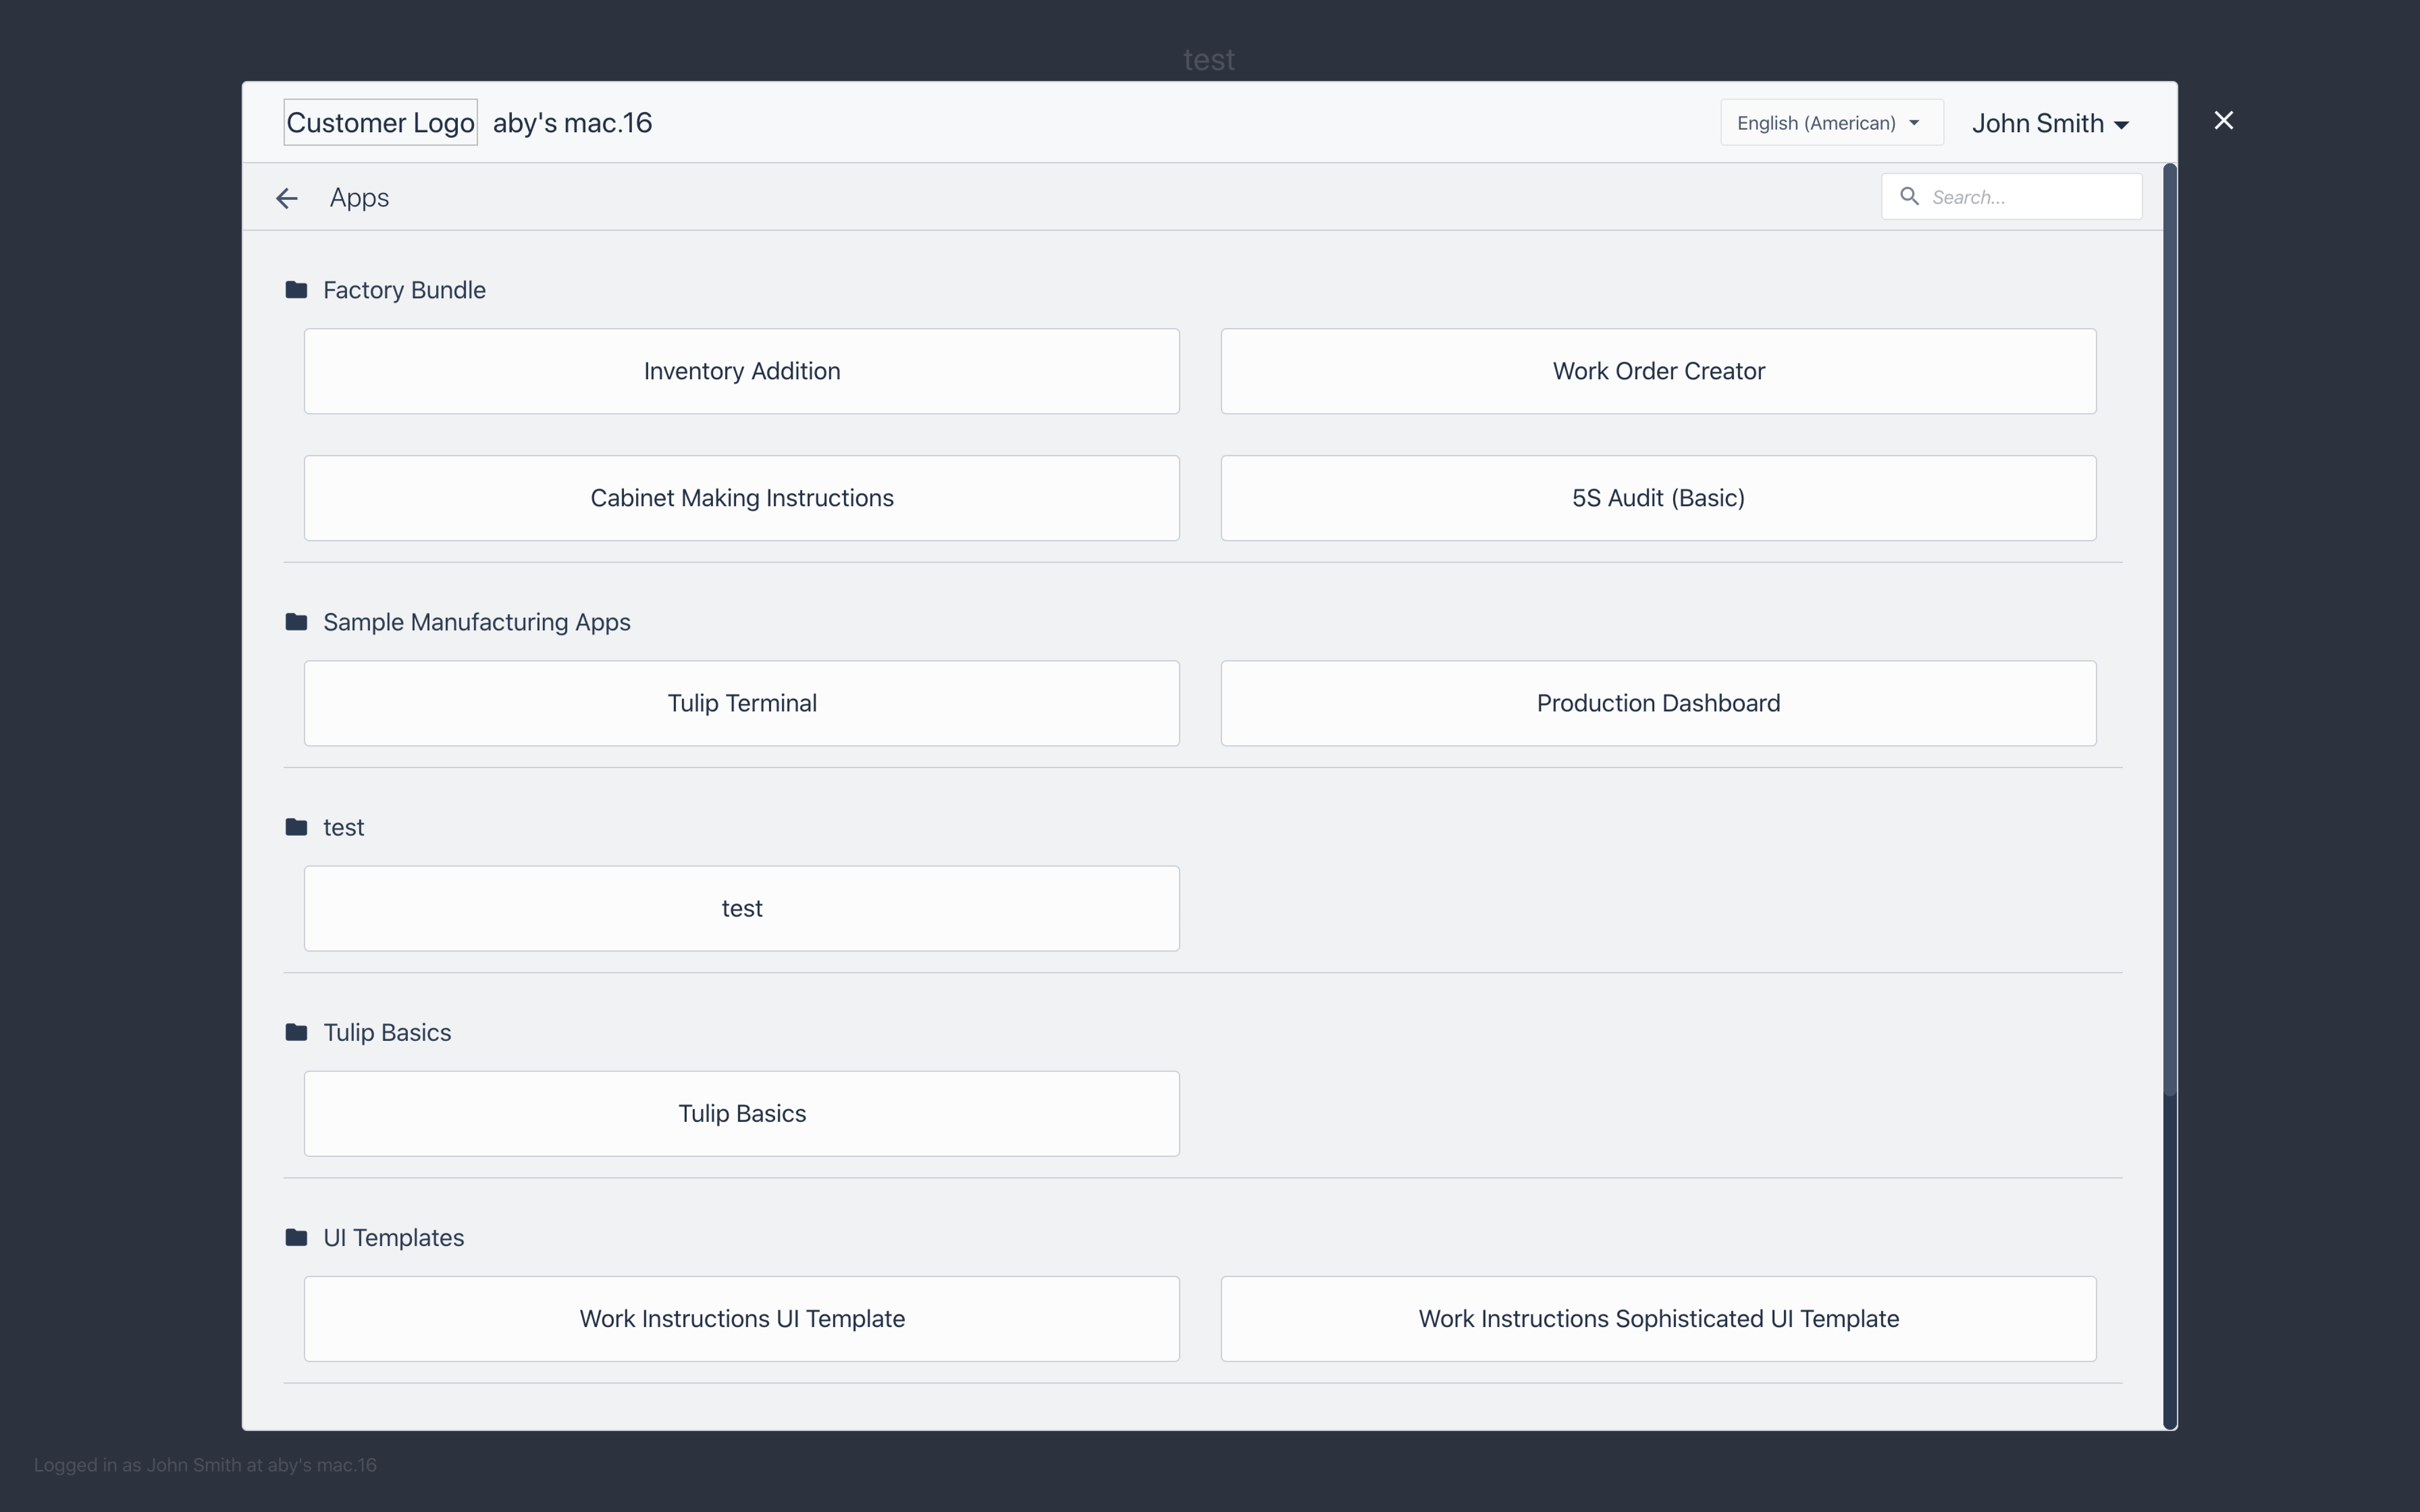 test
Customer Logo aby's mac.16 English (American) John Smith
Apps Search...
Factory Bundle
Inventory Addition Work Order Creator
Cabinet Making Instructions 5S Audit (Basic)
Sample Manufacturing Apps
Tulip Terminal Production Dashboard
test
test
Tulip Basics
Tulip Basics
UI Templates
Work Instructions UI Template Work Instructions Sophisticated UI Template
Logged in as John Smith at aby's mac.16